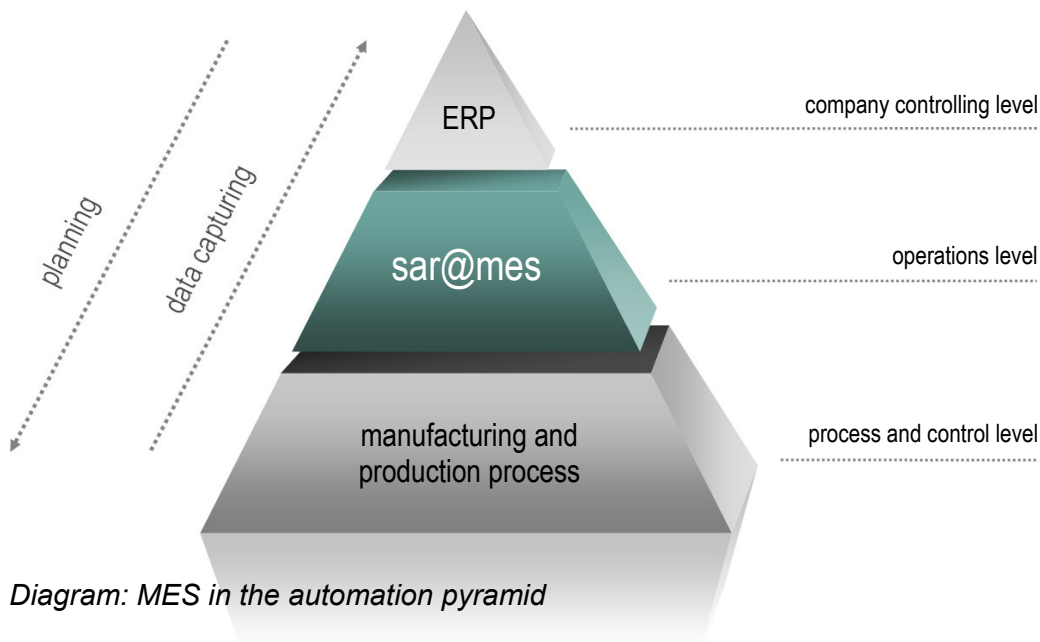 ERP
company controlling level
planning
data capturing
sar@mes
operations level
manufacturing and
production process
process and control level
Diagram: MES in the automation pyramid